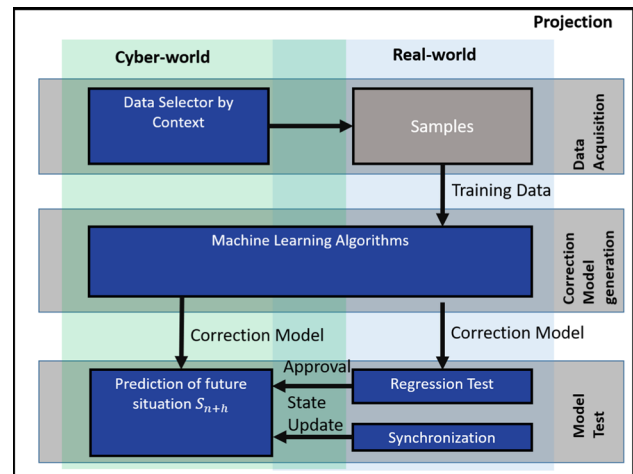 Projection
Cyber-world
Real-world
Data Selector by
Context
Samples
Data
Acquisition
Training Data
Machine Learning Algorithms
Correction
Model
generation
Correction Model
Correction Model
Prediction of future
situation $S_{n+h}$
Approval
Regression Test
State
Update
Synchronization
Model
Test